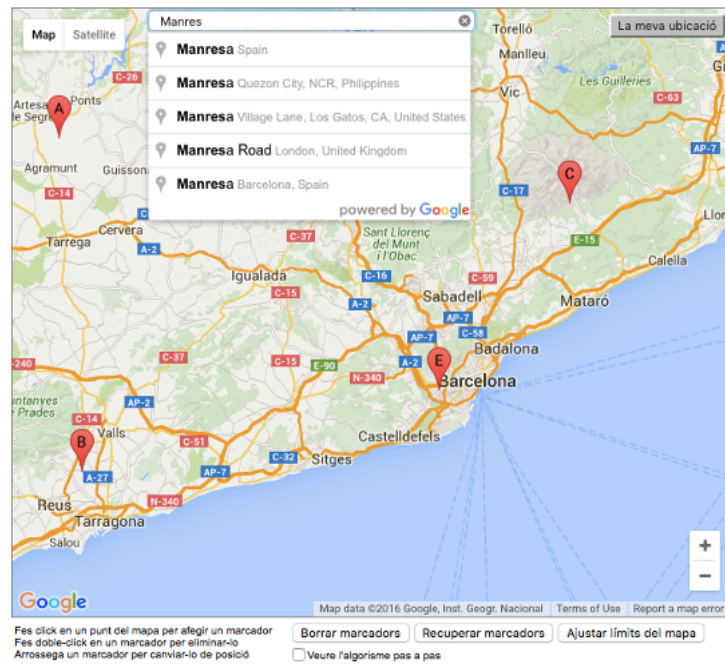 Map
Satellite
Manres
La meva ubicació
Manresa Spain
Manresa Quezon City, NCR, Philippines
Manresa Village Lane, Los Gatos, CA, United States
Manresa Road London, United Kingdom
Manresa Barcelona, Spain
powered by Google
Torelló
Manlleu
C-26
Vic
Les Guilleries
C-63
Gi
Artesa
de Segre
Ponts
A
Agramunt
Guissona
C-14
AP-7
C
C-17
Cervera
Tàrrega
A-2
C-37
Sant Llorenç
del Munt
i l'Obac
E-15
Llor
Calella
Igualada
C-16
C-59
C-15
A-2
Sabadell
Mataró
AP-7
C-58
Badalona
-240
C-37
C-15
E-90
A-2
E
N-340
Barcelona
untanyes
e Prades
AP-2
C-14
Valls
B
C-51
Castelldefels
C-32
Sitges
A-27
AP-7
Reus
N-340
Tarragona
Salou
+
−
Google
Map data ©2016 Google, Inst. Geogr. Nacional
Terms of Use
Report a map error
Fes click en un punt del mapa per afegir un marcador
Fes doble-click en un marcador per eliminar-lo
Arrossega un marcador per canviar-lo de posició
Borrar marcadors
Recuperar marcadors
Ajustar límits del mapa
Veure l'algorisme pas a pas